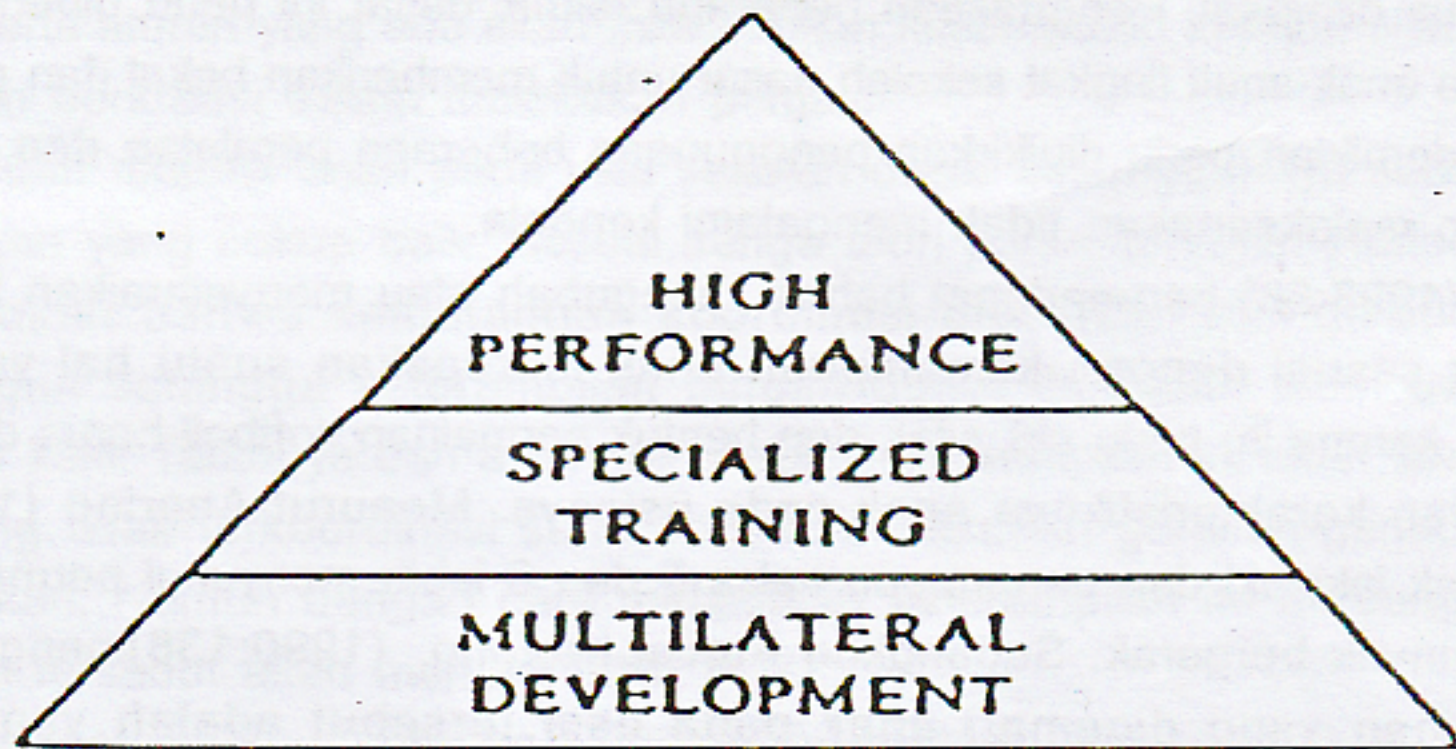 HIGH
PERFORMANCE
SPECIALIZED
TRAINING
MULTILATERAL
DEVELOPMENT